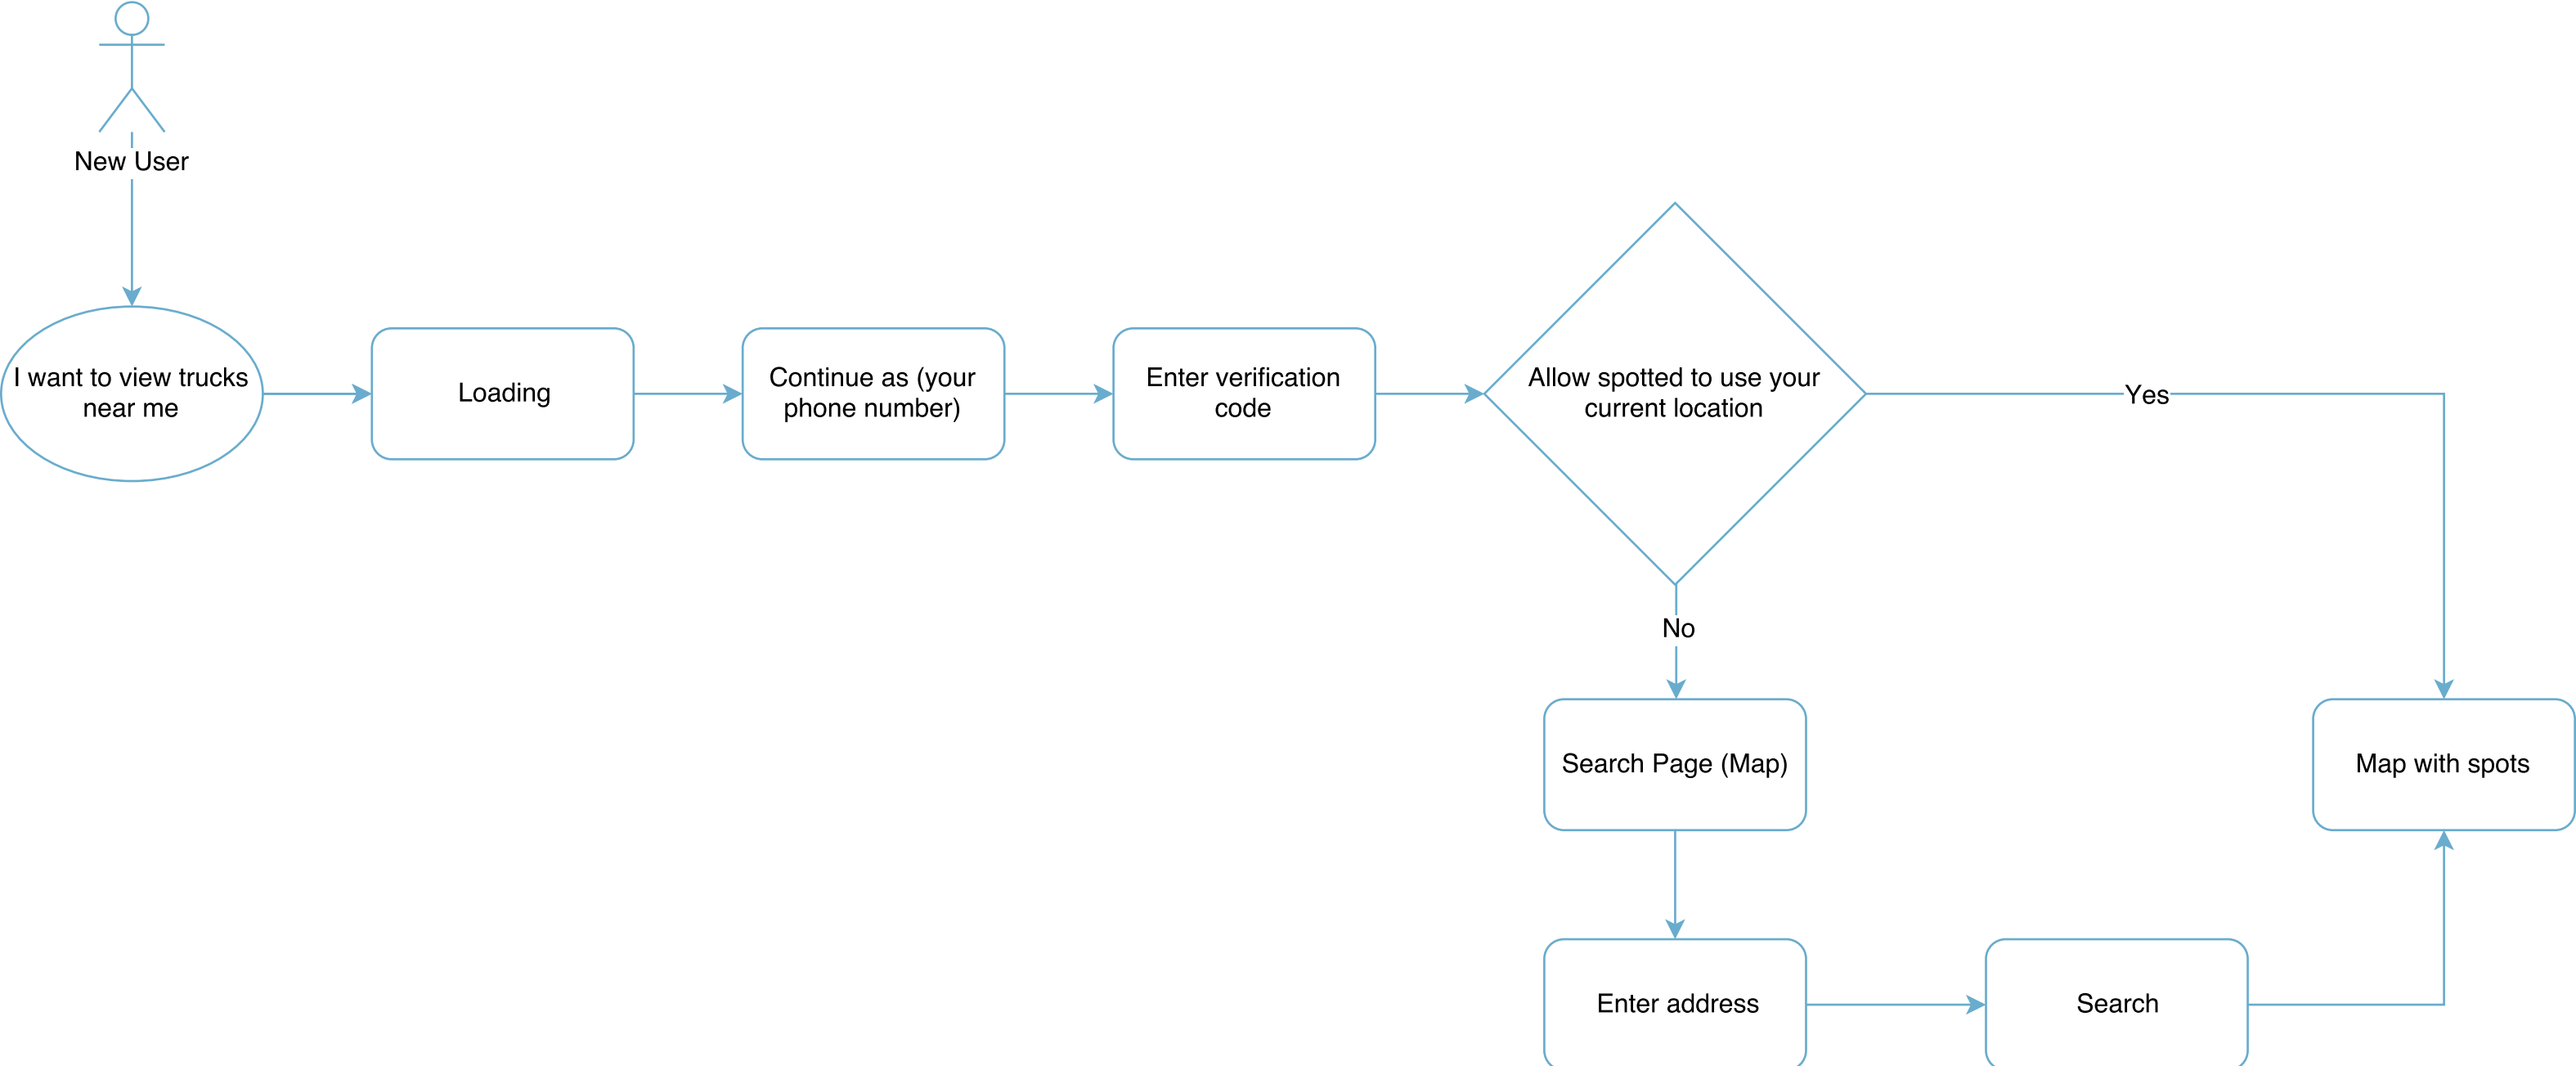 New User
I want to view trucks
near me
Loading
Continue as (your
phone number)
Enter verification
code
Allow spotted to use your
current location
Yes
No
Search Page (Map)
Map with spots
Enter address
Search